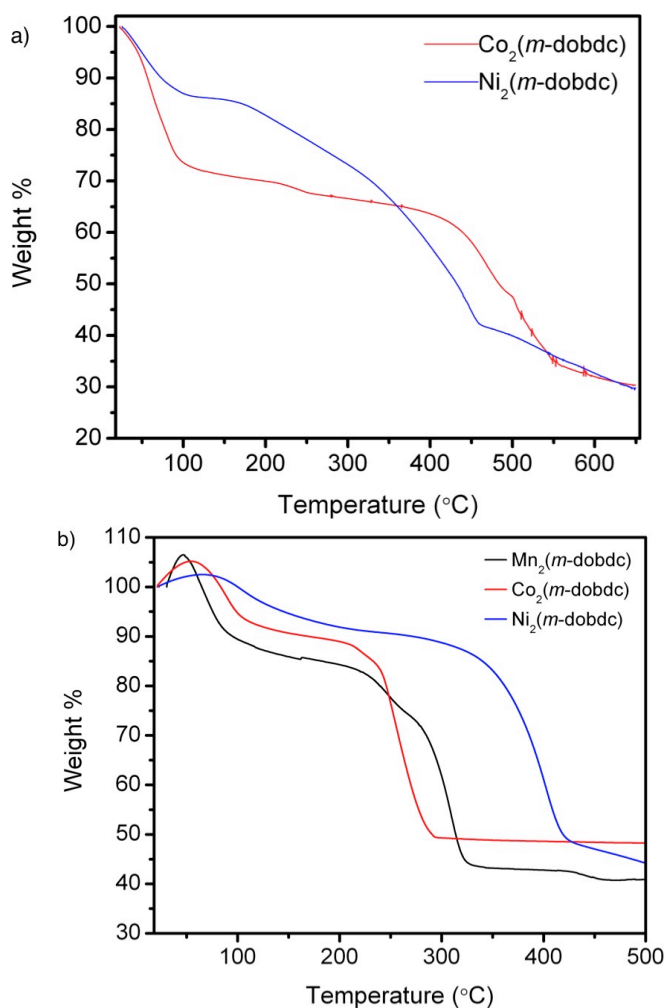 a)
100
90
80
70
60
50
40
30
20
Weight %
Co₂(m-dobdc)
Ni₂(m-dobdc)
100 200 300 400 500 600
Temperature (°C)
b)
110
100
90
80
70
60
50
40
30
Weight %
Mn₂(m-dobdc)
Co₂(m-dobdc)
Ni₂(m-dobdc)
100 200 300 400 500
Temperature (°C)